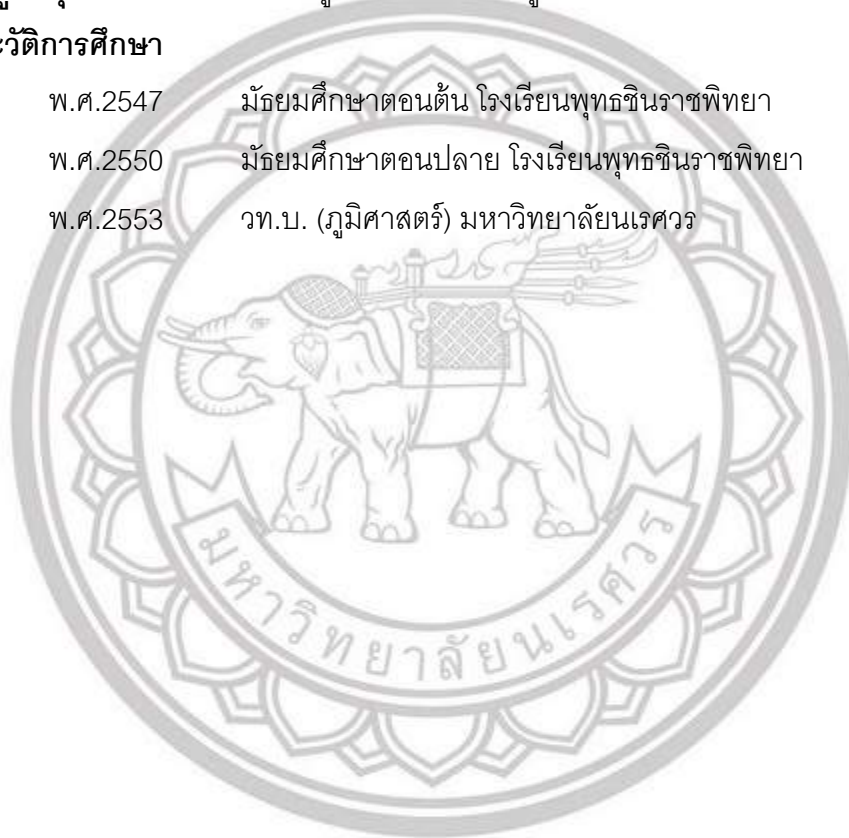 ประวัติการศึกษา
พ.ศ.2547 มัธยมศึกษาตอนต้น โรงเรียนพุทธชินราชพิทยา
พ.ศ.2550 มัธยมศึกษาตอนปลาย โรงเรียนพุทธชินราชพิทยา
พ.ศ.2553 วท.บ. (ภูมิศาสตร์) มหาวิทยาลัยนเรศวร
มหาวิทยาลัยนเรศวร